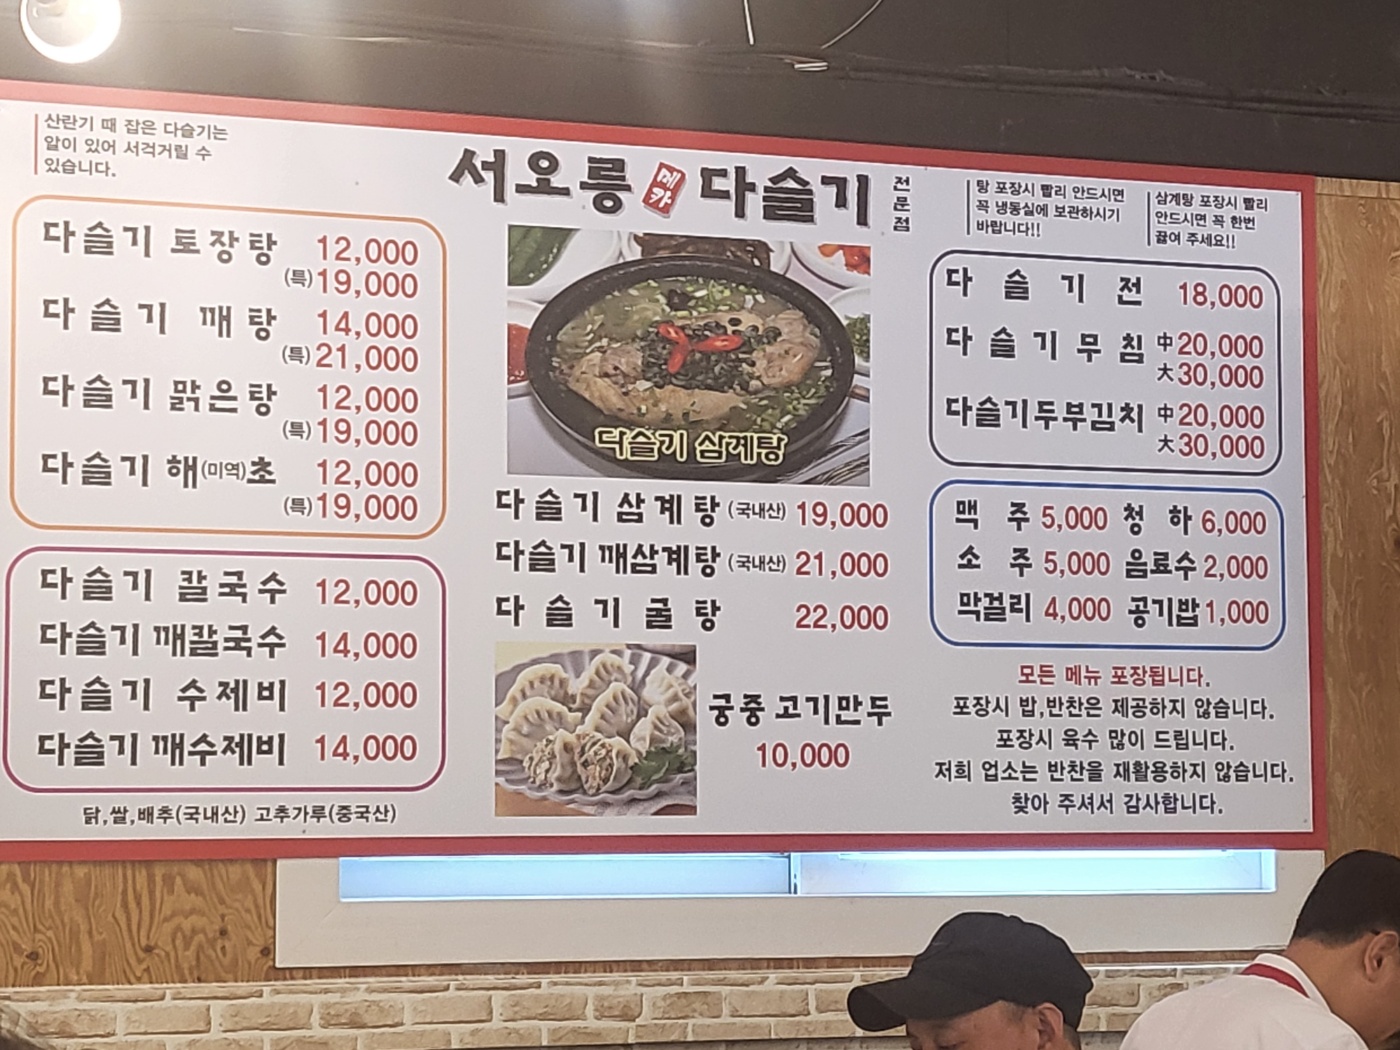 산란기 때 잡은 다슬기는
알이 있어 서걱거릴 수
있습니다.
서오릉 메카 다슬기 전문점
탕 포장시 빨리 안드시면
꼭 냉동실에 보관하시기
바랍니다!!
삼계탕 포장시 빨리
안드시면 꼭 한번
끓여 주세요!!
다슬기 토장탕 12,000
(특)19,000
다슬기 깨탕 14,000
(특)21,000
다슬기 맑은탕 12,000
(특)19,000
다슬기 해(미역)초 12,000
(특)19,000
다슬기 칼국수 12,000
다슬기 깨칼국수 14,000
다슬기 수제비 12,000
다슬기 깨수제비 14,000
닭,쌀,배추(국내산) 고추가루(중국산)
다슬기 삼계탕
다슬기 삼계탕(국내산) 19,000
다슬기 깨삼계탕(국내산) 21,000
다슬기 굴탕 22,000
궁중 고기만두
10,000
다슬기전 18,000
다슬기무침 中20,000
大30,000
다슬기두부김치 中20,000
大30,000
맥주 5,000 청하 6,000
소주 5,000 음료수 2,000
막걸리 4,000 공기밥 1,000
모든 메뉴 포장됩니다.
포장시 밥,반찬은 제공하지 않습니다.
포장시 육수 많이 드립니다.
저희 업소는 반찬을 재활용하지 않습니다.
찾아 주셔서 감사합니다.